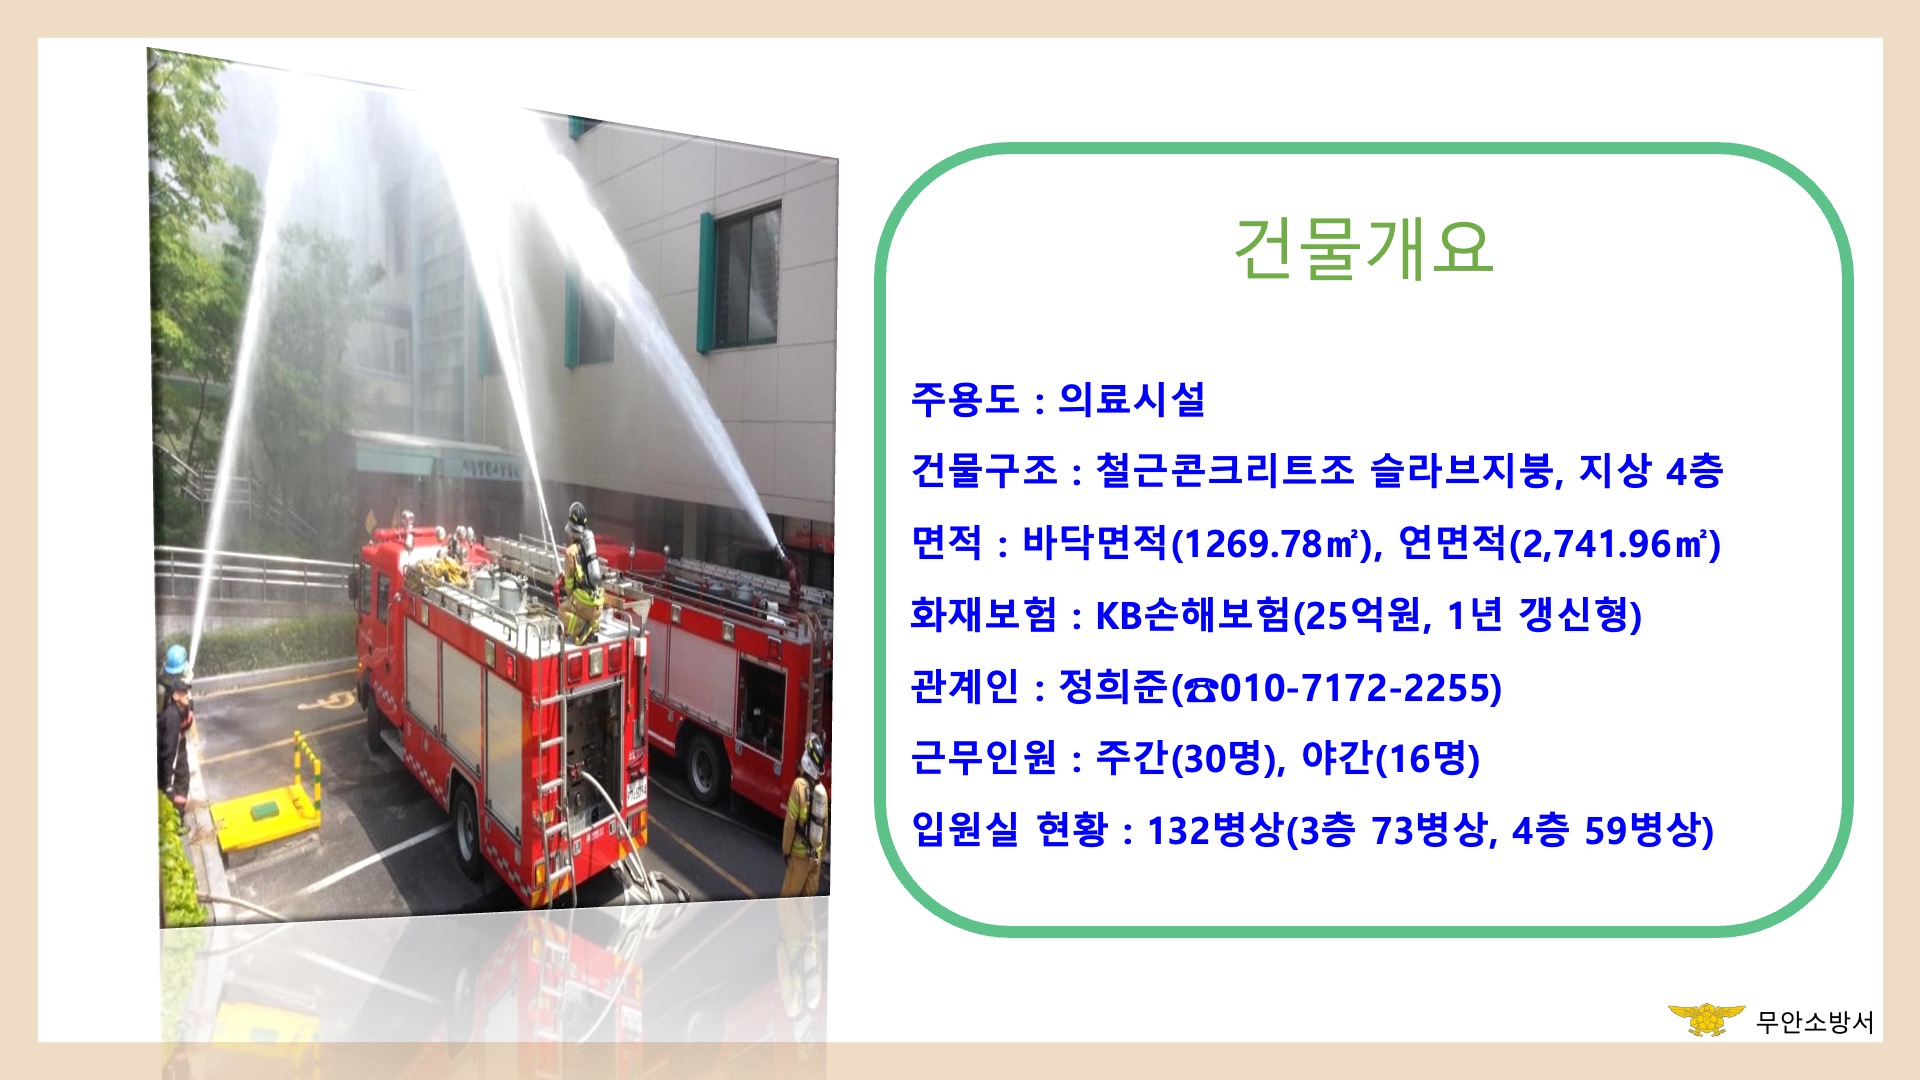 건물개요
주용도 : 의료시설
건물구조 : 철근콘크리트조 슬라브지붕, 지상 4층
면적 : 바닥면적(1269.78㎡), 연면적(2,741.96㎡)
화재보험 : KB손해보험(25억원, 1년 갱신형)
관계인 : 정희준(☎010-7172-2255)
근무인원 : 주간(30명), 야간(16명)
입원실 현황 : 132병상(3층 73병상, 4층 59병상)
무안소방서